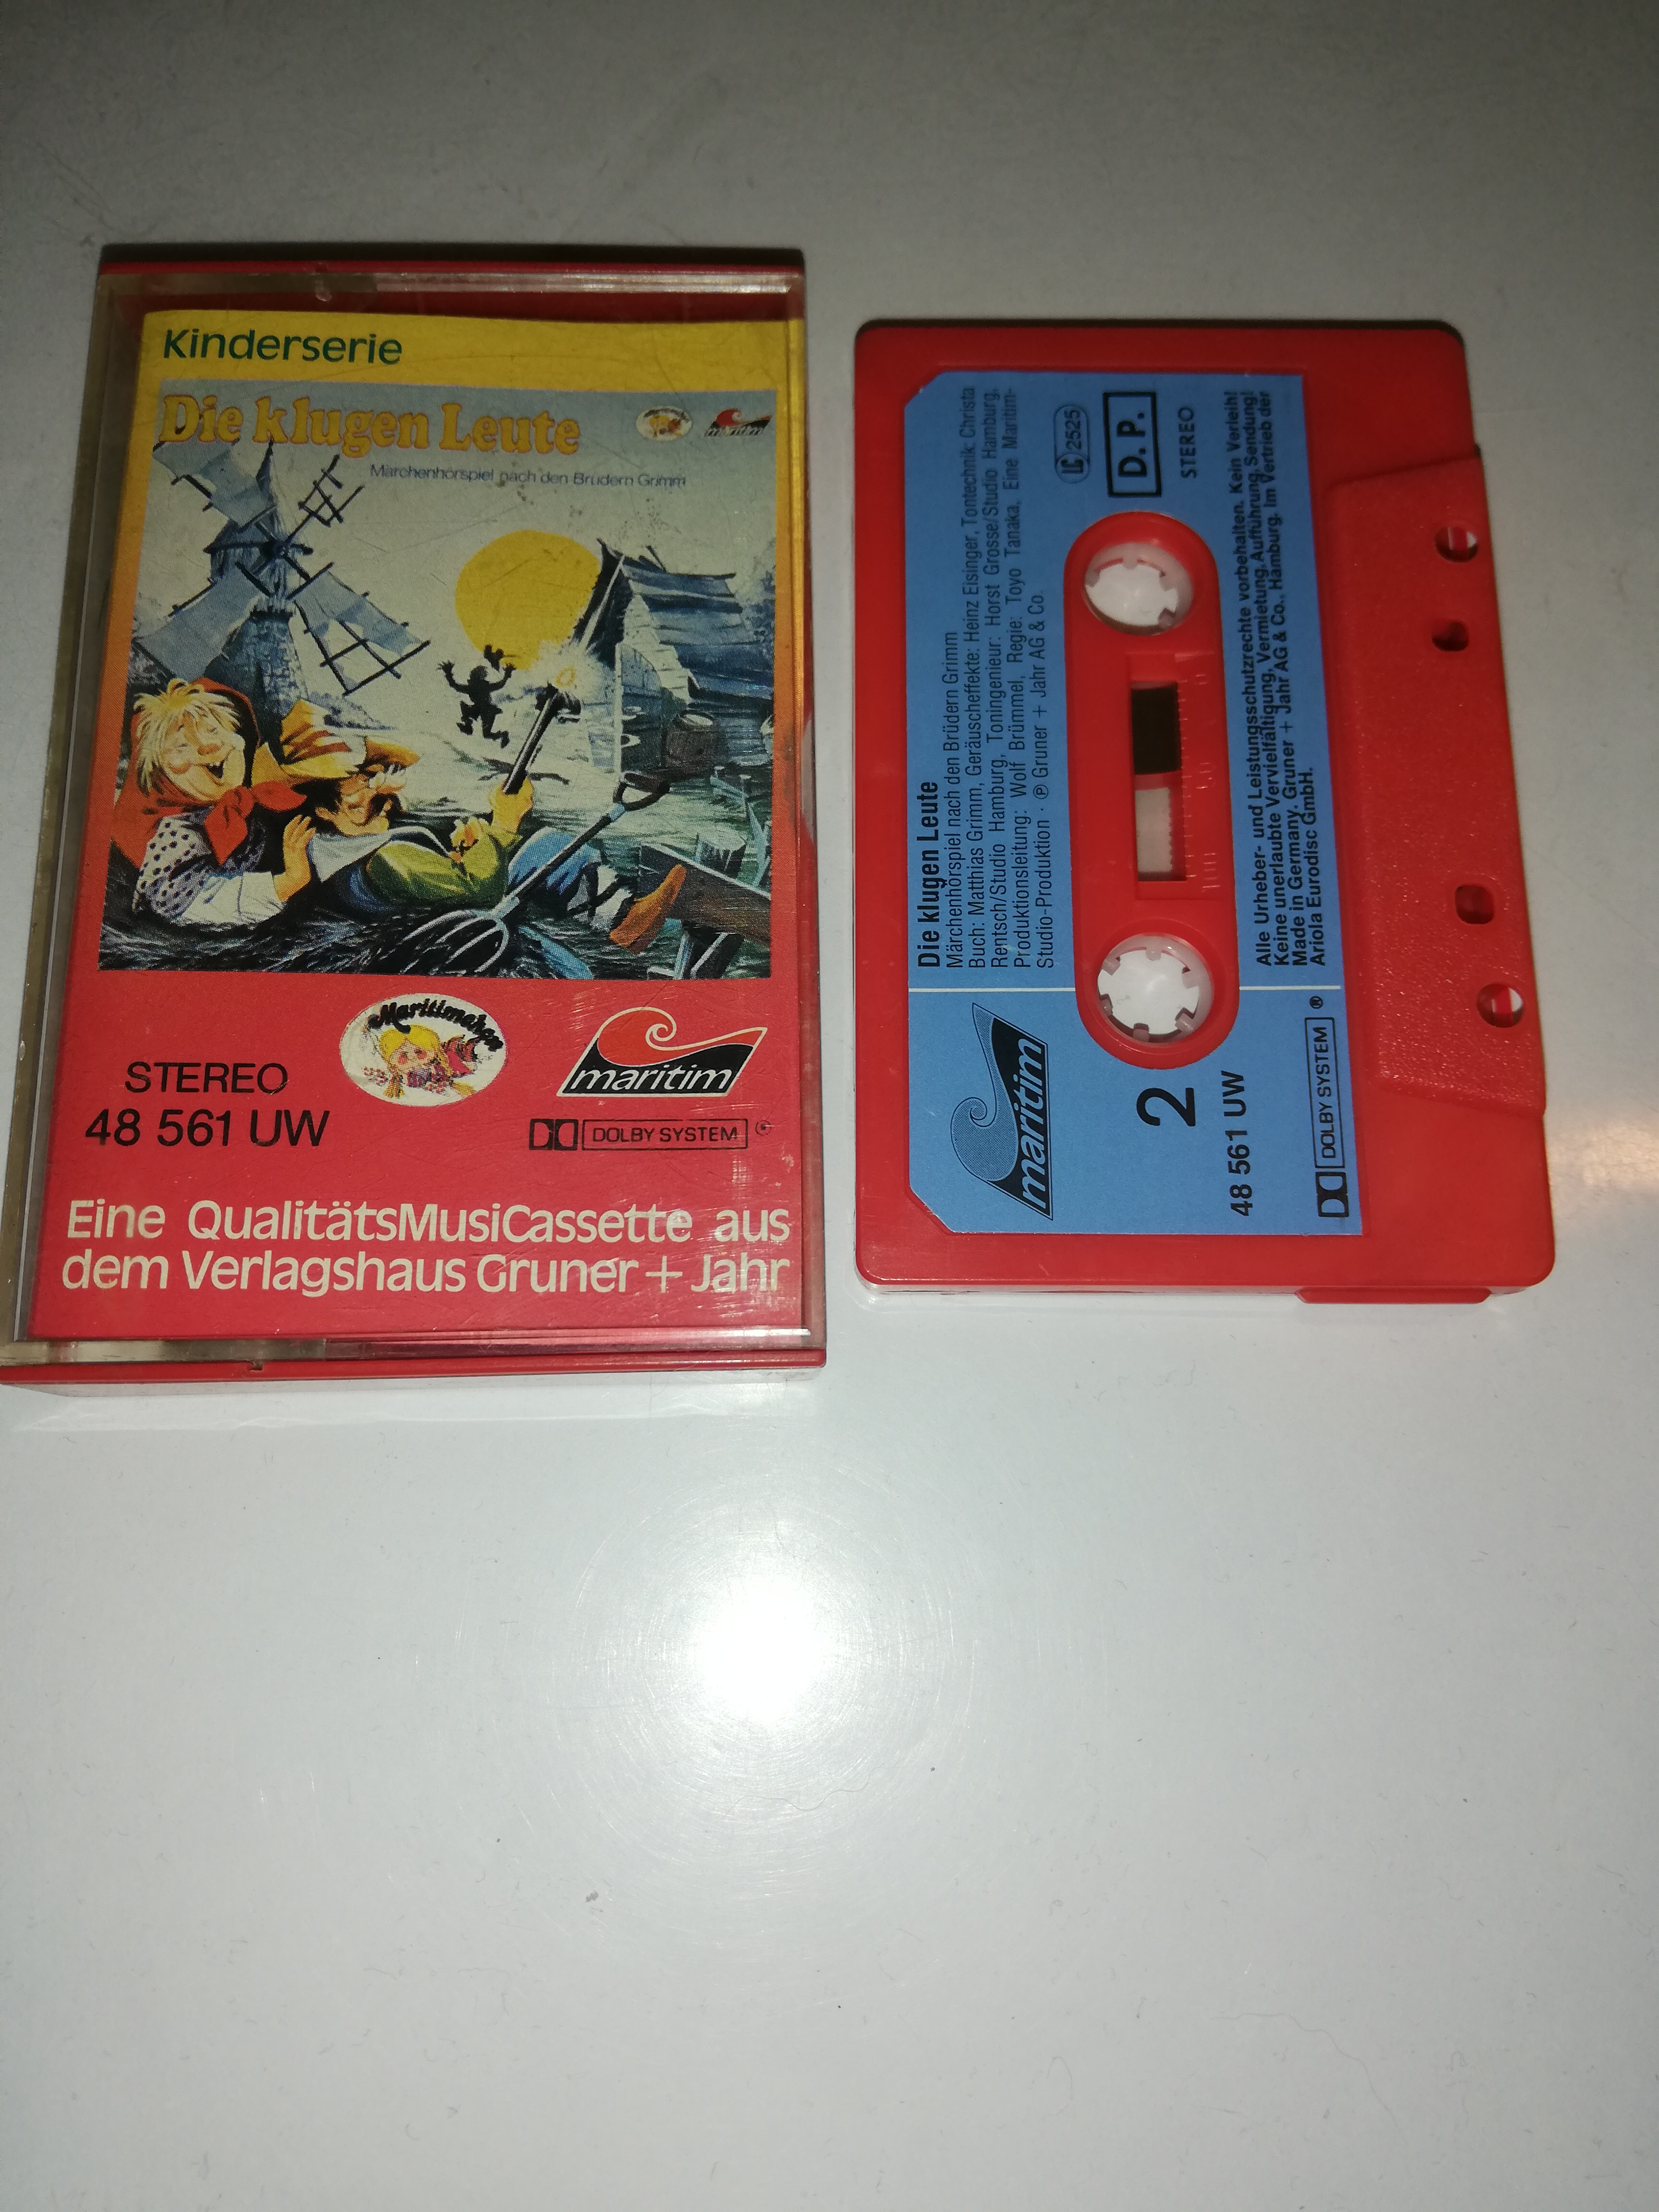 Kinderserie
Die klugen Leute
maritim
Märchenhörspiel nach den Brüdern Grimm
Maritimchen
maritim
STEREO
48 561 UW
DOLBY SYSTEM
Eine QualitätsMusiCassette aus
dem Verlagshaus Gruner + Jahr
maritim
Die klugen Leute
Märchenhörspiel nach den Brüdern Grimm
Buch: Matthias Grimm, Geräuscheffekte: Heinz Eisinger, Tontechnik: Christa
Rentsch/Studio Hamburg, Toningenieur: Horst Grosse/Studio Hamburg,
Produktionsleitung: Wolf Brümmel, Regie: Toyo Tanaka. Eine Maritim-
Studio-Produktion · ℗ Gruner + Jahr AG & Co.
LC 2525
D.P.
STEREO
2
48 561 UW
DOLBY SYSTEM ®
Alle Urheber- und Leistungsschutzrechte vorbehalten. Kein Verleih!
Keine unerlaubte Vervielfältigung, Vermietung, Aufführung, Sendung!
Made in Germany. Gruner + Jahr AG & Co., Hamburg. Im Vertrieb der
Ariola Eurodisc GmbH.